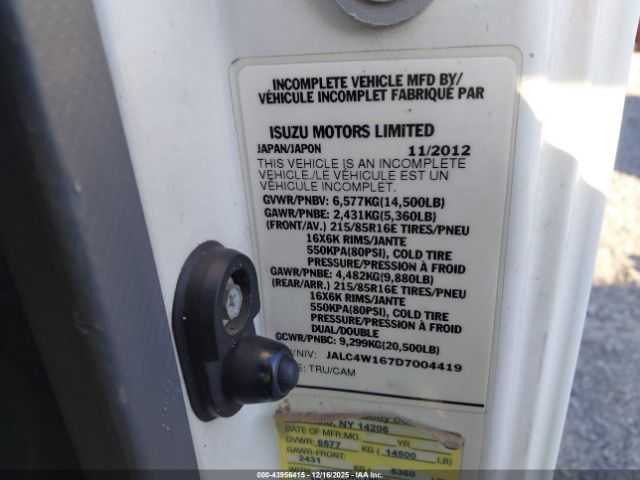 INCOMPLETE VEHICLE MFD BY/
VÉHICULE INCOMPLET FABRIQUÉ PAR
ISUZU MOTORS LIMITED
JAPAN/JAPON 11/2012
THIS VEHICLE IS AN INCOMPLETE
VEHICLE./LE VÉHICULE EST UN
VÉHICULE INCOMPLET.
GVWR/PNBV: 6,577KG(14,500LB)
GAWR/PNBE: 2,431KG(5,360LB)
(FRONT/AV.) 215/85R16E TIRES/PNEU
16X6K RIMS/JANTE
550KPA(80PSI), COLD TIRE
PRESSURE/PRESSION À FROID
GAWR/PNBE: 4,482KG(9,880LB)
(REAR/ARR.) 215/85R16E TIRES/PNEU
16X6K RIMS/JANTE
550KPA(80PSI), COLD TIRE
PRESSURE/PRESSION À FROID
DUAL/DOUBLE
GCWR/PNBC: 9,299KG(20,500LB)
/NIV: JALC4W167D7004419
: TRU/CAM
, NY 14206
DATE OF MFR:MO. YR.
GVWR: 6577 KG ( 14500 LB)
GAWR-FRONT:
2431 KG ( 5360
00-43956415 - 12/16/2025 - IAA Inc.